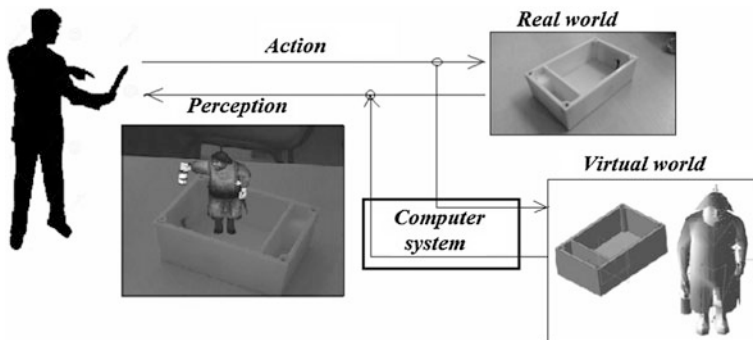 Real world
Action
Perception
Virtual world
Computer
system